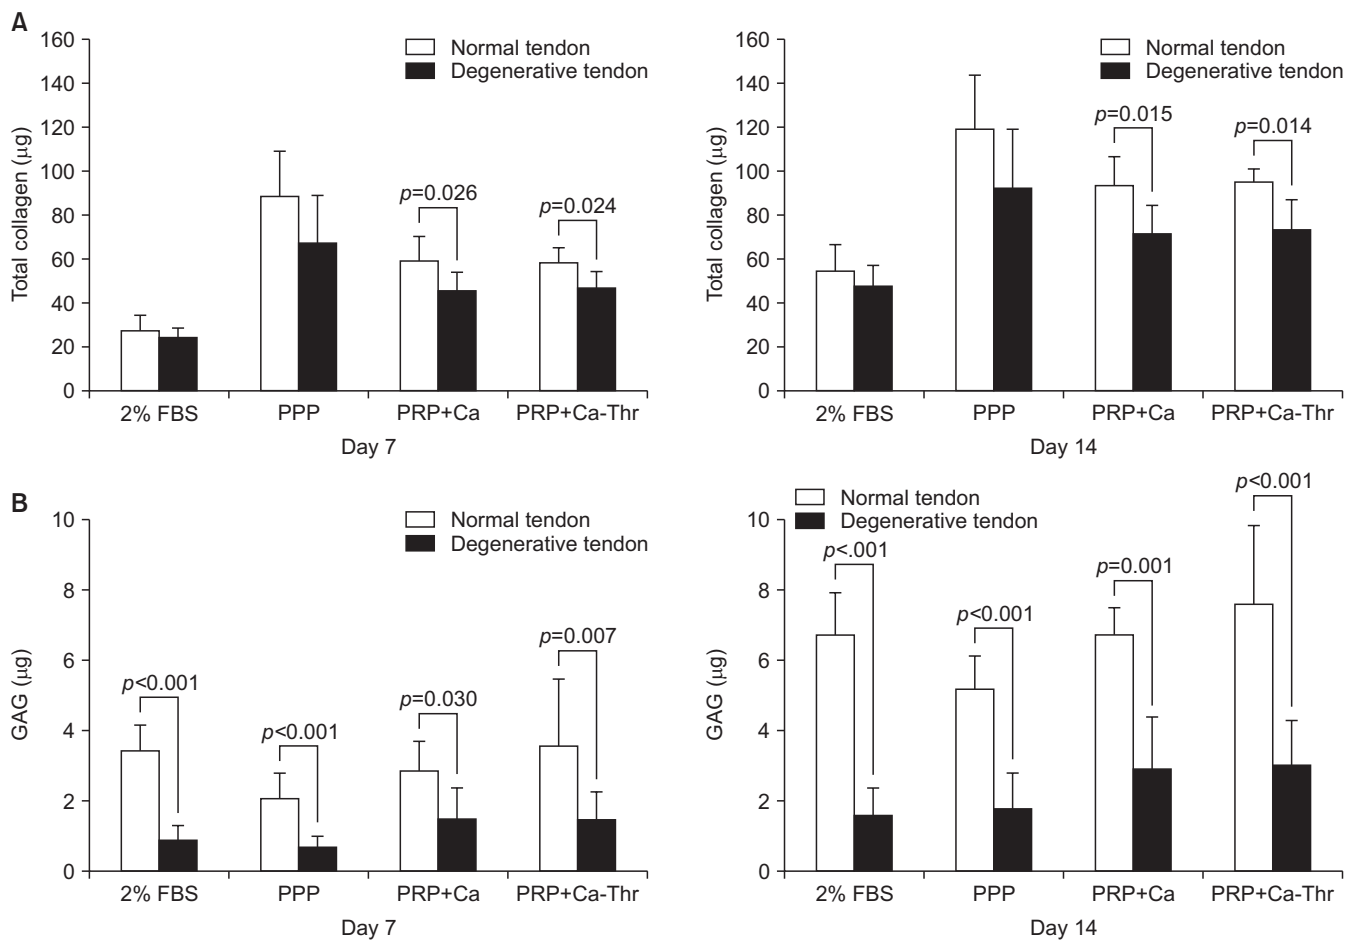 A
160
140
120
100
80
60
40
20
0
Total collagen (μg)
Normal tendon
Degenerative tendon
p=0.026
p=0.024
2% FBS PPP PRP+Ca PRP+Ca-Thr
Day 7
160
140
120
100
80
60
40
20
0
Total collagen (μg)
Normal tendon
Degenerative tendon
p=0.015
p=0.014
2% FBS PPP PRP+Ca PRP+Ca-Thr
Day 14
B
10
8
6
4
2
0
GAG (μg)
Normal tendon
Degenerative tendon
p<0.001
p<0.001
p=0.030
p=0.007
2% FBS PPP PRP+Ca PRP+Ca-Thr
Day 7
10
8
6
4
2
0
GAG (μg)
Normal tendon
Degenerative tendon
p<.001
p<0.001
p=0.001
p<0.001
2% FBS PPP PRP+Ca PRP+Ca-Thr
Day 14